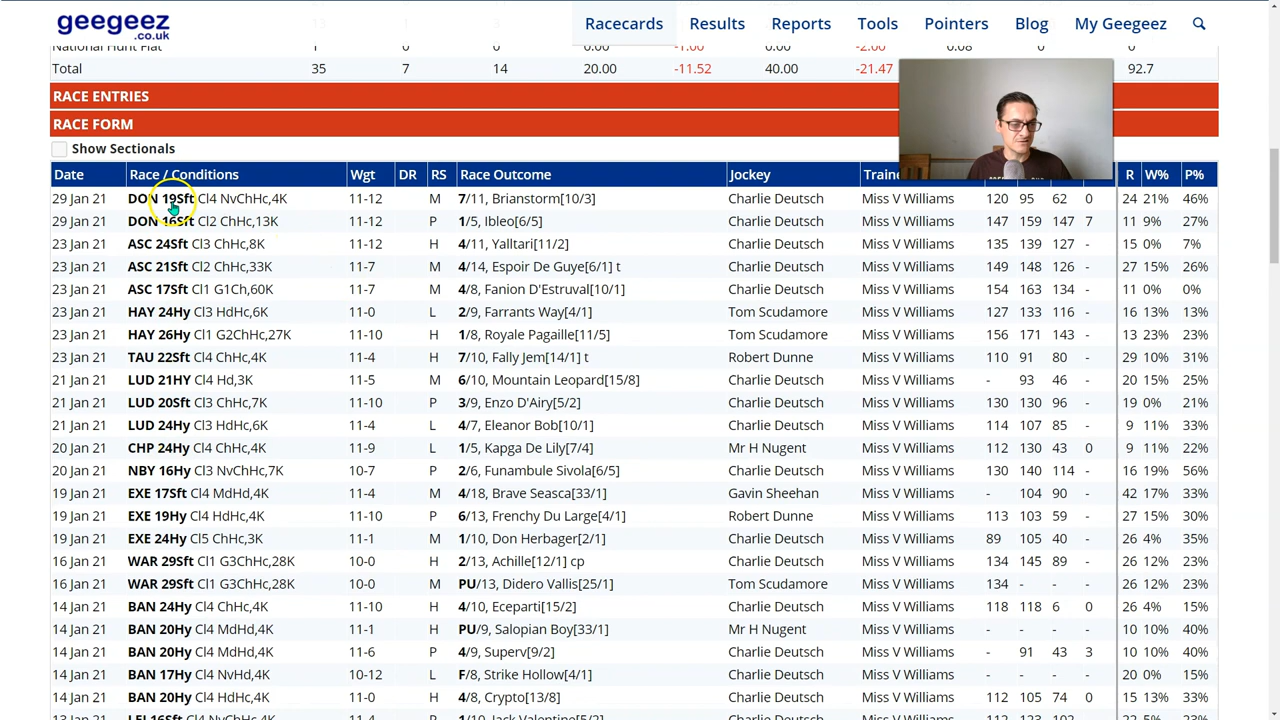 geegeez
.co.uk
Racecards Results Reports Tools Pointers Blog My Geegeez
National Hunt Flat 1 0 0 0.00 -1.00 0.00 -2.00 0.08 0 0
Total 35 7 14 20.00 -11.52 40.00 -21.47 92.7
RACE ENTRIES
RACE FORM
Show Sectionals
Date Race / Conditions Wgt DR RS Race Outcome Jockey Traine R W% P%
29 Jan 21 DON 19Sft Cl4 NvChHc,4K 11-12 M 7/11, Brianstorm[10/3] Charlie Deutsch Miss V Williams 120 95 62 0 24 21% 46%
29 Jan 21 DON 16Sft Cl2 ChHc,13K 11-12 P 1/5, Ibleo[6/5] Charlie Deutsch Miss V Williams 147 159 147 7 11 9% 27%
23 Jan 21 ASC 24Sft Cl3 ChHc,8K 11-12 H 4/11, Yalltari[11/2] Charlie Deutsch Miss V Williams 135 139 127 - 15 0% 7%
23 Jan 21 ASC 21Sft Cl2 ChHc,33K 11-7 M 4/14, Espoir De Guye[6/1] t Charlie Deutsch Miss V Williams 149 148 126 - 27 15% 26%
23 Jan 21 ASC 17Sft Cl1 G1Ch,60K 11-7 M 4/8, Fanion D'Estruval[10/1] Charlie Deutsch Miss V Williams 154 163 134 - 11 0% 0%
23 Jan 21 HAY 24Hy Cl3 HdHc,6K 11-0 L 2/9, Farrants Way[4/1] Tom Scudamore Miss V Williams 127 133 116 - 16 13% 13%
23 Jan 21 HAY 26Hy Cl1 G2ChHc,27K 11-10 H 1/8, Royale Pagaille[11/5] Tom Scudamore Miss V Williams 156 171 143 - 13 23% 23%
23 Jan 21 TAU 22Sft Cl4 ChHc,4K 11-4 H 7/10, Fally Jem[14/1] t Robert Dunne Miss V Williams 110 91 80 - 29 10% 31%
21 Jan 21 LUD 21HY Cl4 Hd,3K 11-5 M 6/10, Mountain Leopard[15/8] Charlie Deutsch Miss V Williams - 93 46 - 20 15% 25%
21 Jan 21 LUD 20Sft Cl3 ChHc,7K 11-10 P 3/9, Enzo D'Airy[5/2] Charlie Deutsch Miss V Williams 130 130 96 - 19 0% 21%
21 Jan 21 LUD 24Hy Cl3 HdHc,6K 11-4 L 4/7, Eleanor Bob[10/1] Charlie Deutsch Miss V Williams 114 107 85 - 9 11% 33%
20 Jan 21 CHP 24Hy Cl4 ChHc,4K 11-9 L 1/5, Kapga De Lily[7/4] Mr H Nugent Miss V Williams 112 130 43 0 9 11% 22%
20 Jan 21 NBY 16Hy Cl3 NvChHc,7K 10-7 P 2/6, Funambule Sivola[6/5] Charlie Deutsch Miss V Williams 130 140 114 - 16 19% 56%
19 Jan 21 EXE 17Sft Cl4 MdHd,4K 11-4 M 4/18, Brave Seasca[33/1] Gavin Sheehan Miss V Williams - 104 90 - 42 17% 33%
19 Jan 21 EXE 19Hy Cl4 HdHc,4K 11-10 P 6/13, Frenchy Du Large[4/1] Robert Dunne Miss V Williams 113 103 59 - 27 15% 30%
19 Jan 21 EXE 24Hy Cl5 ChHc,3K 11-1 M 1/10, Don Herbager[2/1] Charlie Deutsch Miss V Williams 89 105 40 - 26 4% 35%
16 Jan 21 WAR 29Sft Cl1 G3ChHc,28K 10-0 H 2/13, Achille[12/1] cp Charlie Deutsch Miss V Williams 134 145 89 - 26 12% 23%
16 Jan 21 WAR 29Sft Cl1 G3ChHc,28K 10-0 M PU/13, Didero Vallis[25/1] Tom Scudamore Miss V Williams 134 - - - 26 12% 23%
14 Jan 21 BAN 24Hy Cl4 ChHc,4K 11-10 H 4/10, Eceparti[15/2] Charlie Deutsch Miss V Williams 118 118 6 0 26 4% 15%
14 Jan 21 BAN 20Hy Cl4 MdHd,4K 11-1 H PU/9, Salopian Boy[33/1] Mr H Nugent Miss V Williams - - - - 10 10% 40%
14 Jan 21 BAN 20Hy Cl4 MdHd,4K 11-6 P 4/9, Superv[9/2] Charlie Deutsch Miss V Williams - 91 43 3 10 10% 40%
14 Jan 21 BAN 17Hy Cl4 NvHd,4K 10-12 L F/8, Strike Hollow[4/1] Charlie Deutsch Miss V Williams - - - - 20 0% 15%
14 Jan 21 BAN 20Hy Cl4 HdHc,4K 11-0 H 4/8, Crypto[13/8] Charlie Deutsch Miss V Williams 112 105 74 0 15 13% 33%